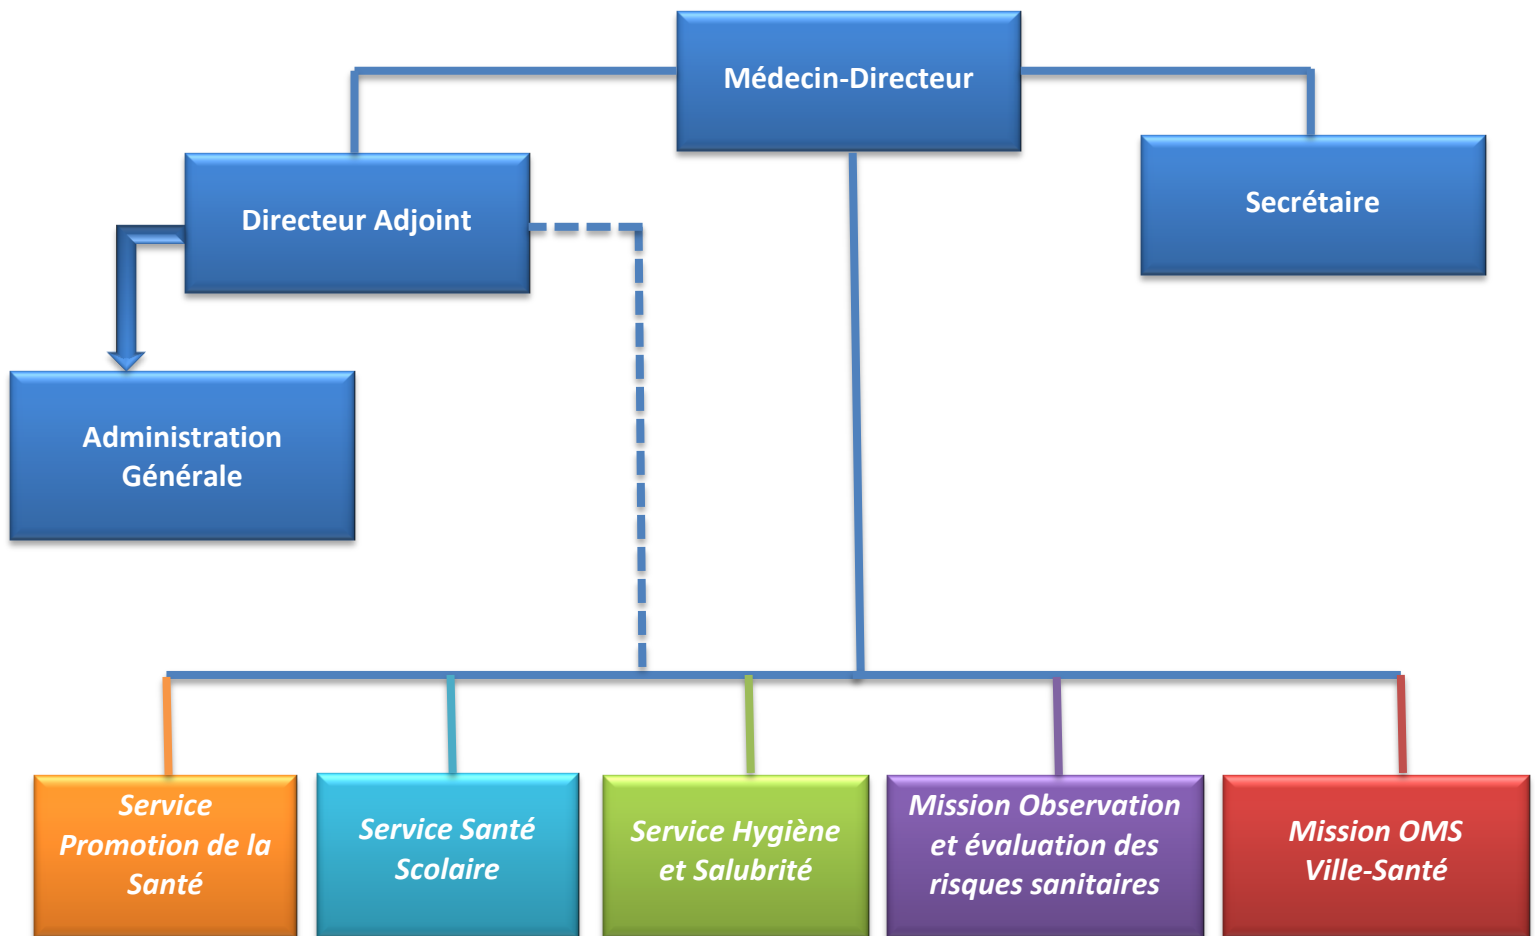 Médecin-Directeur
Directeur Adjoint
Secrétaire
Administration
Générale
Service
Promotion de la
Santé
Service Santé
Scolaire
Service Hygiène
et Salubrité
Mission Observation
et évaluation des
risques sanitaires
Mission OMS
Ville-Santé